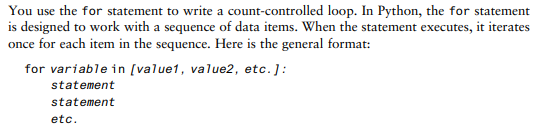 You use the for statement to write a count-controlled loop. In Python, the for statement
is designed to work with a sequence of data items. When the statement executes, it iterates
once for each item in the sequence. Here is the general format:
for variable in [value1, value2, etc.]:
    statement
    statement
    etc.